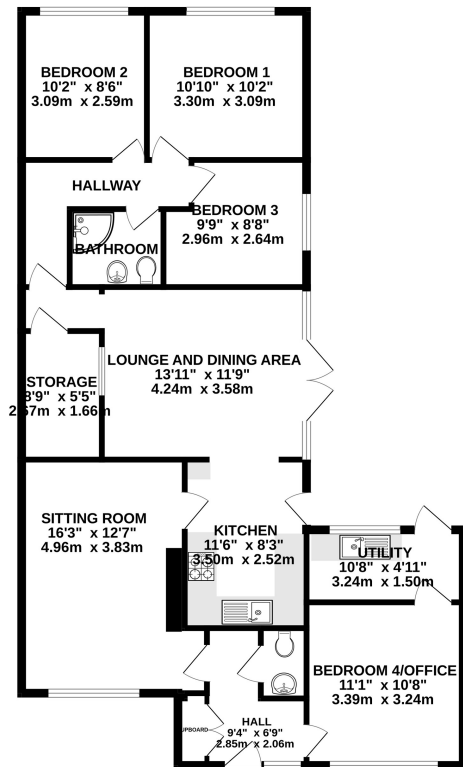 BEDROOM 2
10'2" x 8'6"
3.09m x 2.59m
BEDROOM 1
10'10" x 10'2"
3.30m x 3.09m
HALLWAY
BEDROOM 3
9'9" x 8'8"
2.96m x 2.64m
BATHROOM
LOUNGE AND DINING AREA
13'11" x 11'9"
4.24m x 3.58m
STORAGE
8'9" x 5'5"
2.67m x 1.66m
SITTING ROOM
16'3" x 12'7"
4.96m x 3.83m
KITCHEN
11'6" x 8'3"
3.50m x 2.52m
UTILITY
10'8" x 4'11"
3.24m x 1.50m
BEDROOM 4/OFFICE
11'1" x 10'8"
3.39m x 3.24m
UPBOARD
HALL
9'4" x 6'9"
2.85m x 2.06m